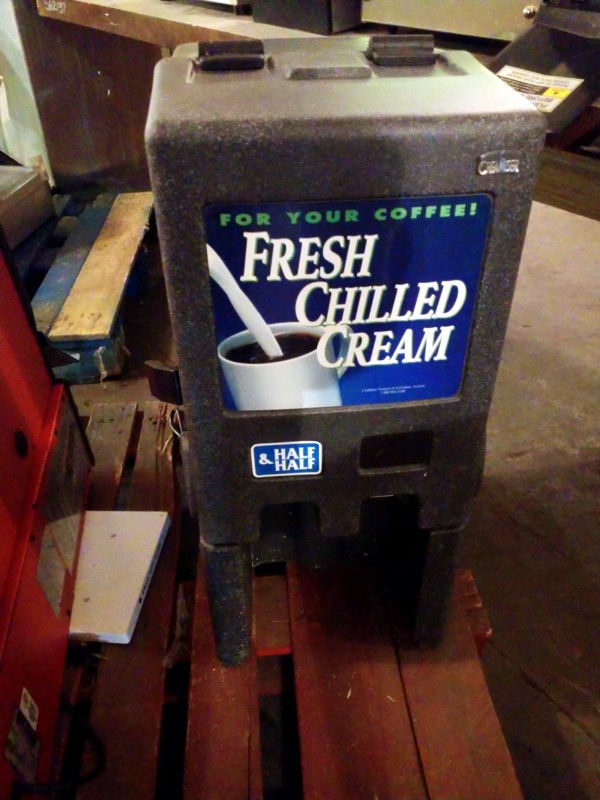 FOR YOUR COFFEE!
FRESH
CHILLED
CREAM
& HALF
HALF